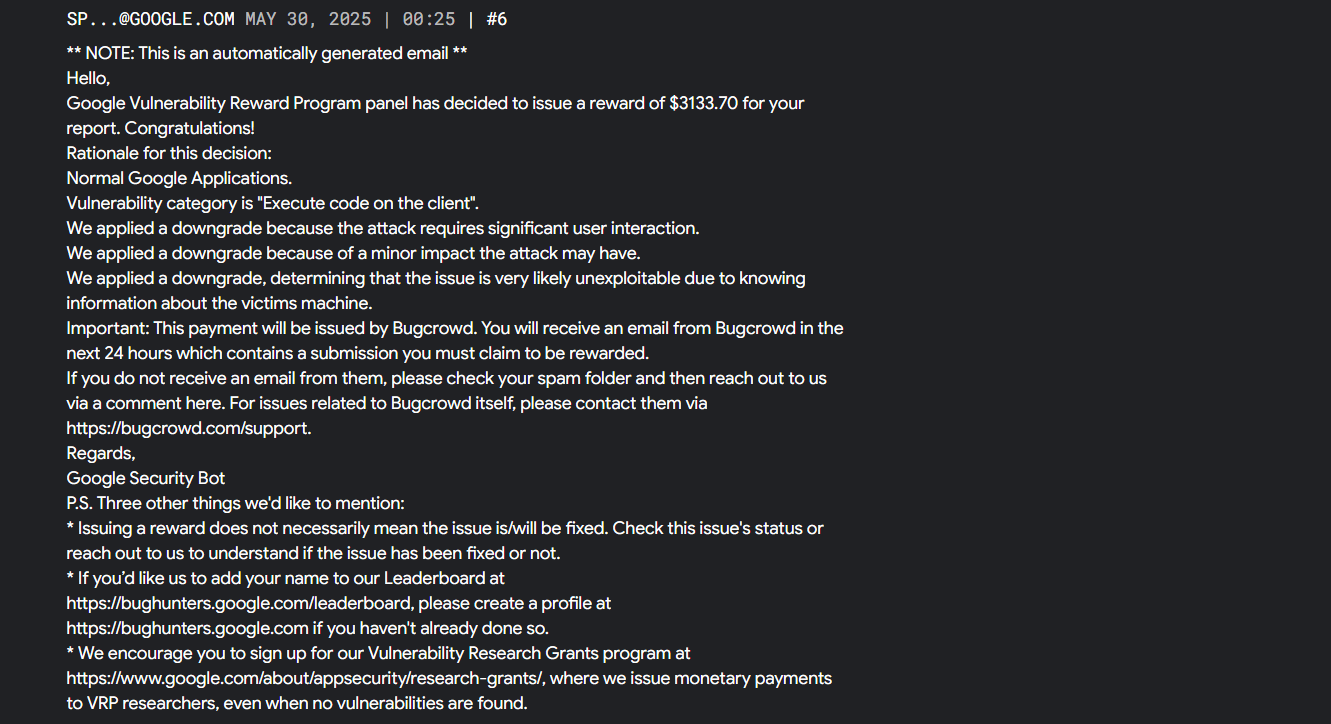 SP...@GOOGLE.COM MAY 30, 2025 | 00:25 | #6
** NOTE: This is an automatically generated email **
Hello,
Google Vulnerability Reward Program panel has decided to issue a reward of $3133.70 for your
report. Congratulations!
Rationale for this decision:
Normal Google Applications.
Vulnerability category is "Execute code on the client".
We applied a downgrade because the attack requires significant user interaction.
We applied a downgrade because of a minor impact the attack may have.
We applied a downgrade, determining that the issue is very likely unexploitable due to knowing
information about the victims machine.
Important: This payment will be issued by Bugcrowd. You will receive an email from Bugcrowd in the
next 24 hours which contains a submission you must claim to be rewarded.
If you do not receive an email from them, please check your spam folder and then reach out to us
via a comment here. For issues related to Bugcrowd itself, please contact them via
https://bugcrowd.com/support.
Regards,
Google Security Bot
P.S. Three other things we'd like to mention:
* Issuing a reward does not necessarily mean the issue is/will be fixed. Check this issue's status or
reach out to us to understand if the issue has been fixed or not.
* If you’d like us to add your name to our Leaderboard at
https://bughunters.google.com/leaderboard, please create a profile at
https://bughunters.google.com if you haven't already done so.
* We encourage you to sign up for our Vulnerability Research Grants program at
https://www.google.com/about/appsecurity/research-grants/, where we issue monetary payments
to VRP researchers, even when no vulnerabilities are found.